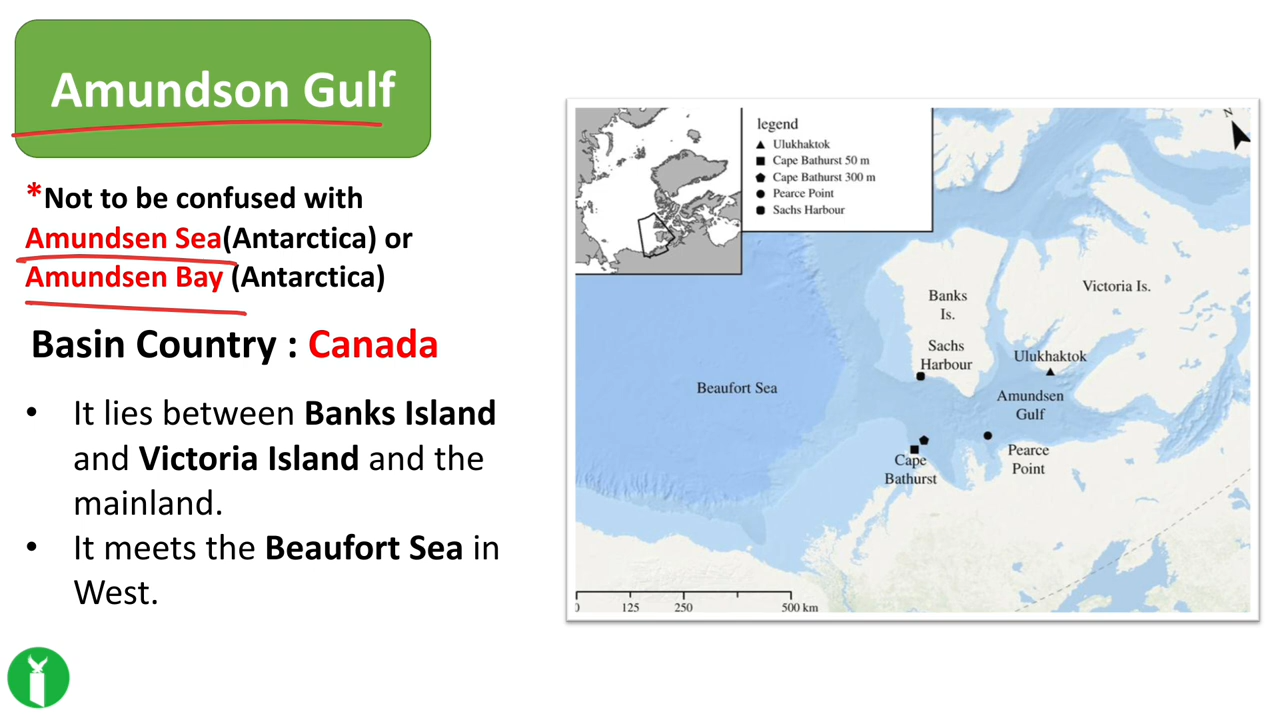 Amundson Gulf
*Not to be confused with
Amundsen Sea(Antarctica) or
Amundsen Bay (Antarctica)
Basin Country : Canada
• It lies between Banks Island
and Victoria Island and the
mainland.
• It meets the Beaufort Sea in
West.
legend
Ulukhaktok
Cape Bathurst 50 m
Cape Bathurst 300 m
Pearce Point
Sachs Harbour
N
Banks
Is.
Victoria Is.
Sachs
Harbour
Ulukhaktok
Beaufort Sea
Amundsen
Gulf
Cape
Bathurst
Pearce
Point
0 125 250 500 km